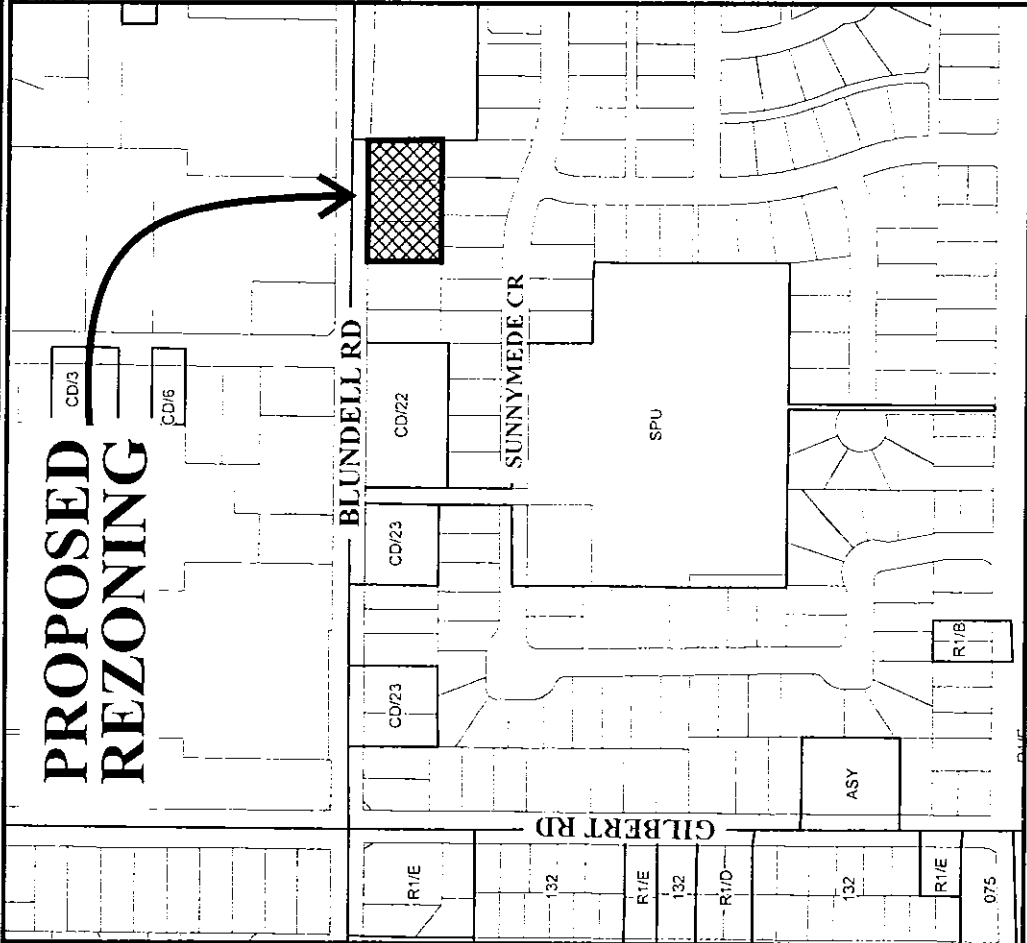 PROPOSED
REZONING
CD/3
CD/6
BLUNDELL RD
CD/22
SUNNYMEDE CR
CD/23
SPU
CD/23
R1/B
ASY
GILBERT RD
R1/E
132
R1/E
132
R1/D
132
R1/E
075